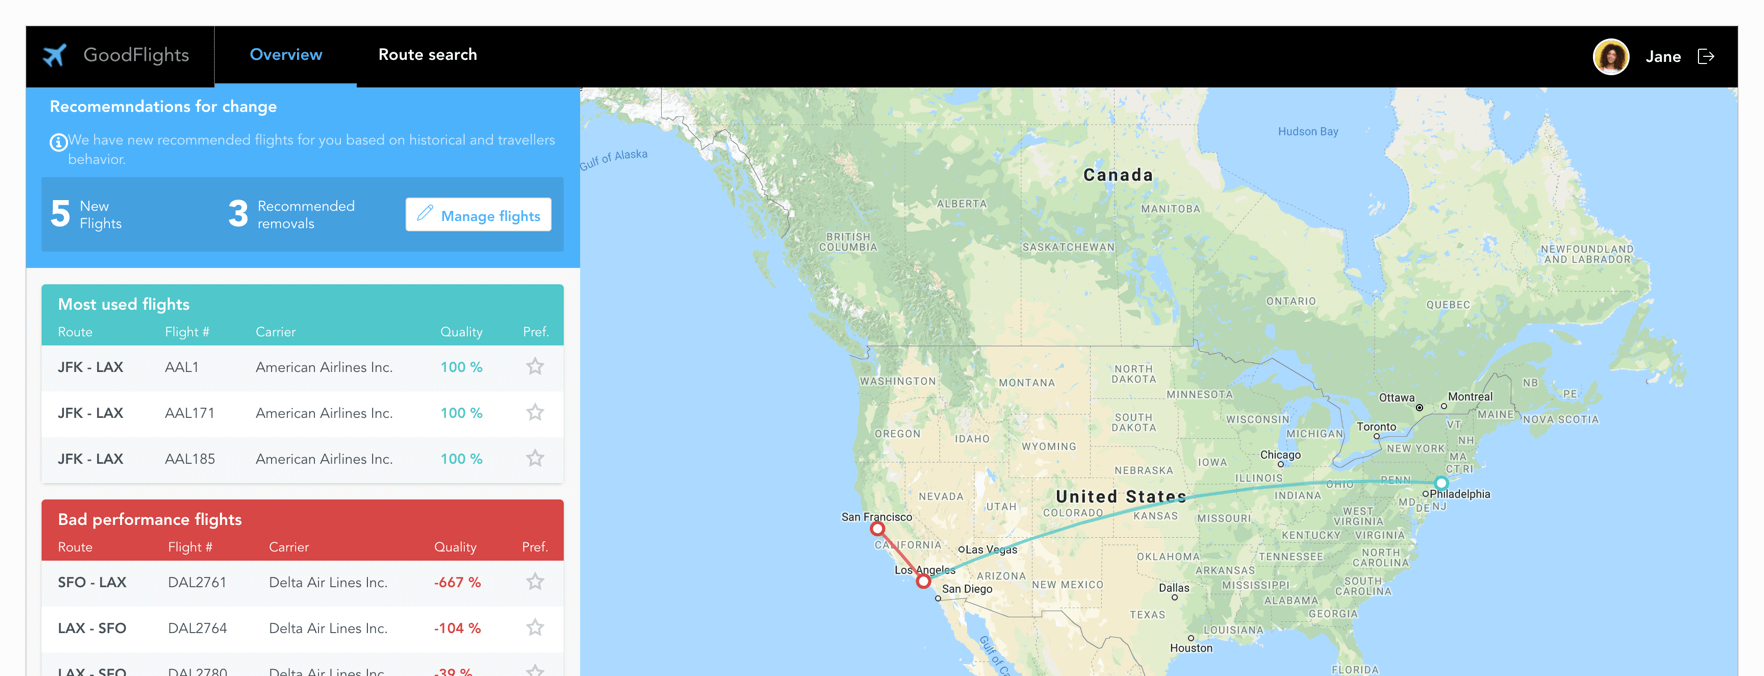 GoodFlights
Overview
Route search
Jane
Recomemndations for change
We have new recommended flights for you based on historical and travellers
behavior.
5
New
Flights
3
Recommended
removals
Manage flights
Most used flights
Route Flight # Carrier Quality Pref.
JFK - LAX AAL1 American Airlines Inc. 100 %
JFK - LAX AAL171 American Airlines Inc. 100 %
JFK - LAX AAL185 American Airlines Inc. 100 %
Bad performance flights
Route Flight # Carrier Quality Pref.
SFO - LAX DAL2761 Delta Air Lines Inc. -667 %
LAX - SFO DAL2764 Delta Air Lines Inc. -104 %
LAX - SFO DAL2780 Delta Air Lines Inc. -39 %
Hudson Bay
Gulf of Alaska
Canada
ALBERTA
MANITOBA
BRITISH
COLUMBIA
SASKATCHEWAN
NEWFOUNDLAND
AND LABRADOR
ONTARIO
QUEBEC
WASHINGTON
MONTANA
NORTH
DAKOTA
MINNESOTA
NB
PE
Ottawa
Montreal
MAINE
NOVA SCOTIA
OREGON
IDAHO
WYOMING
SOUTH
DAKOTA
WISCONSIN
MICHIGAN
Toronto
VT
NH
NEW YORK
MA
CT RI
Chicago
IOWA
NEBRASKA
ILLINOIS
INDIANA
OHIO
PENN
Philadelphia
MD
DE NJ
NEVADA
UTAH
United States
COLORADO
KANSAS
MISSOURI
WEST
VIRGINIA
KENTUCKY
VIRGINIA
San Francisco
CALIFORNIA
Las Vegas
OKLAHOMA
TENNESSEE
NORTH
CAROLINA
Los Angeles
ARIZONA
NEW MEXICO
ARKANSAS
MISSISSIPPI
SOUTH
CAROLINA
San Diego
Dallas
ALABAMA
GEORGIA
TEXAS
LOUISIANA
Houston
FLORIDA
Gulf of C